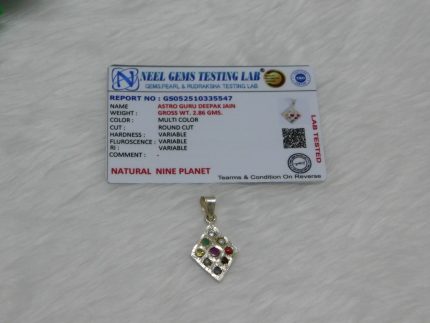 NEEL GEMS TESTING LAB
GEMS,PEARL & RUDRAKSHA TESTING LAB
REPORT NO : GS052510335547
NAME : ASTRO GURU DEEPAK JAIN
WEIGHT : GROSS WT. 2.86 GMS.
COLOR : MULTI COLOR
CUT : ROUND CUT
HARDNESS : VARIABLE
FLUROSCENCE : VARIABLE
RI : VARIABLE
COMMENT : -
NATURAL NINE PLANET
LAB TESTED
Tearms & Condition On Reverse